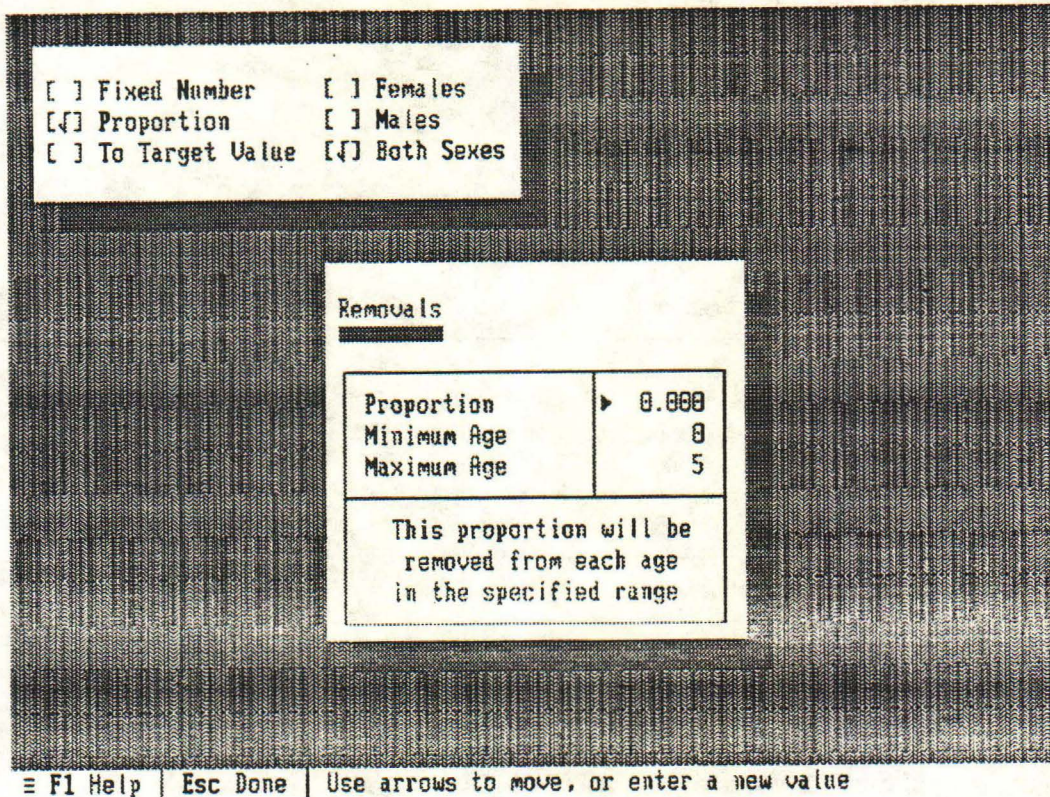 [ ] Fixed Number [ ] Females
[√] Proportion [ ] Males
[ ] To Target Value [√] Both Sexes
Removals
Proportion ► 0.000
Minimum Age 0
Maximum Age 5
This proportion will be
removed from each age
in the specified range
≡ F1 Help | Esc Done | Use arrows to move, or enter a new value